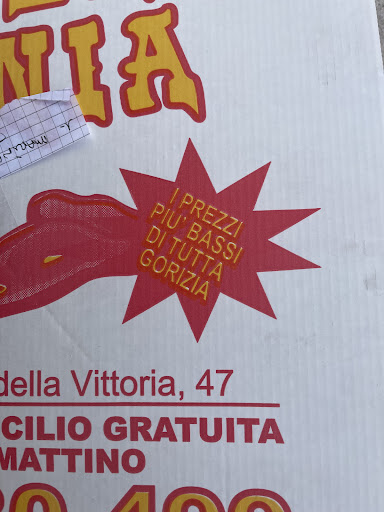 NIA
I PREZZI
PIU' BASSI
DI TUTTA
GORIZIA
della Vittoria, 47
CILIO GRATUITA
MATTINO